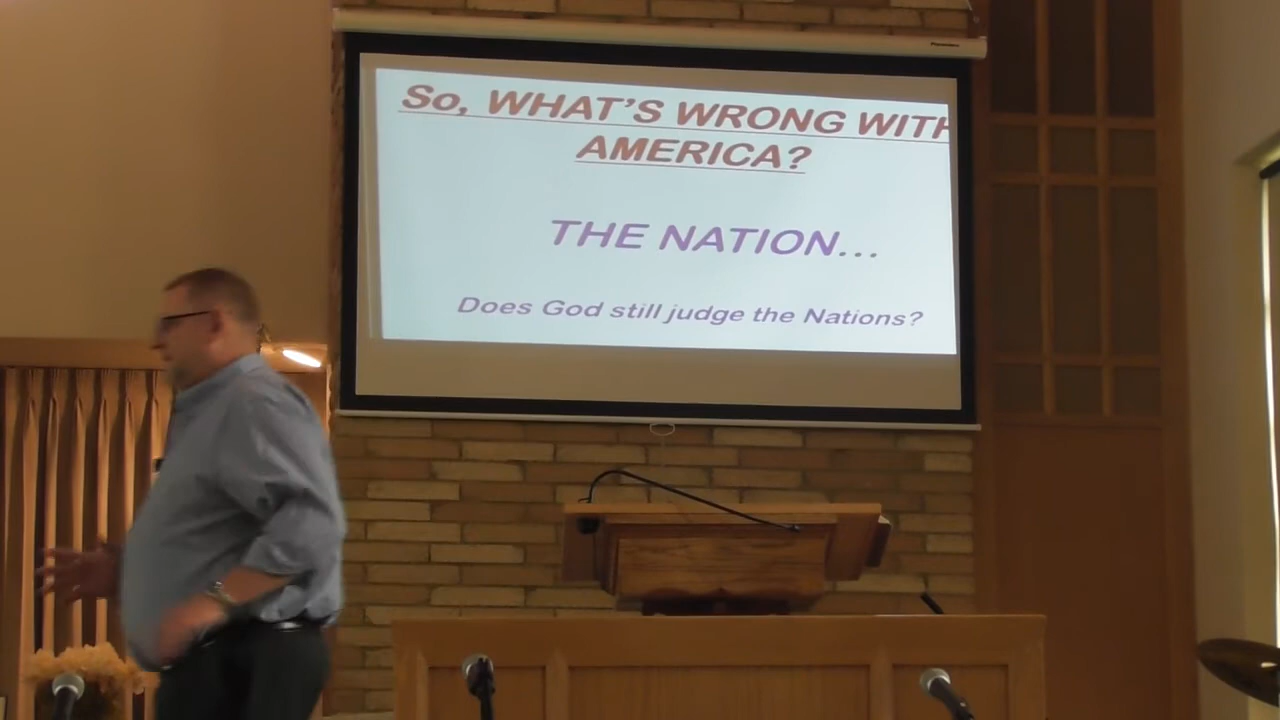 So, WHAT'S WRONG WITH
AMERICA?
THE NATION...
Does God still judge the Nations?